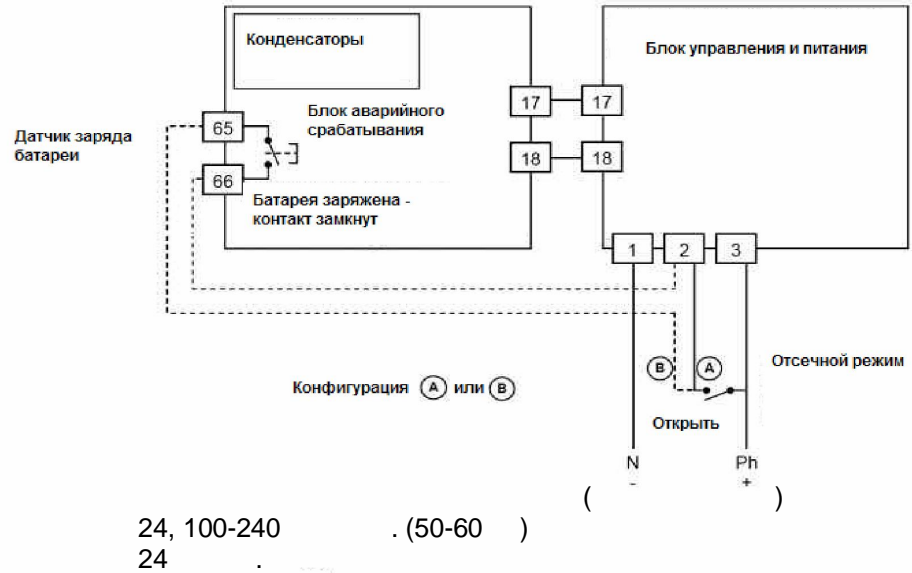 Конденсаторы
Блок управления и питания
Блок аварийного
срабатывания
17
17
65
Датчик заряда
батареи
18
18
66
Батарея заряжена -
контакт замкнут
1
2
3
B
A
Отсечной режим
Конфигурация A или B
Открыть
N
Ph
-
+
( )
24, 100-240 . (50-60 )
24 .